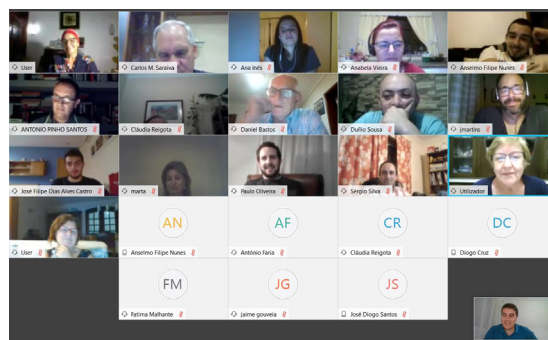 User
Carlos M. Saraiva
Ana Inês
Anabela Vieira
Anselmo Filipe Nunes
ANTONIO PINHO SANTOS
Cláudia Reigota
Daniel Bastos
Dullio Sousa
jmartins
José Filipe Dias Alves Castro
marta
Paulo Oliveira
Sergio Silva
Utilizador
User
AN
Anselmo Filipe Nunes
AF
António Faria
CR
Cláudia Reigota
DC
Diogo Cruz
FM
Fatima Malhante
JG
jaime gouveia
JS
José Diogo Santos